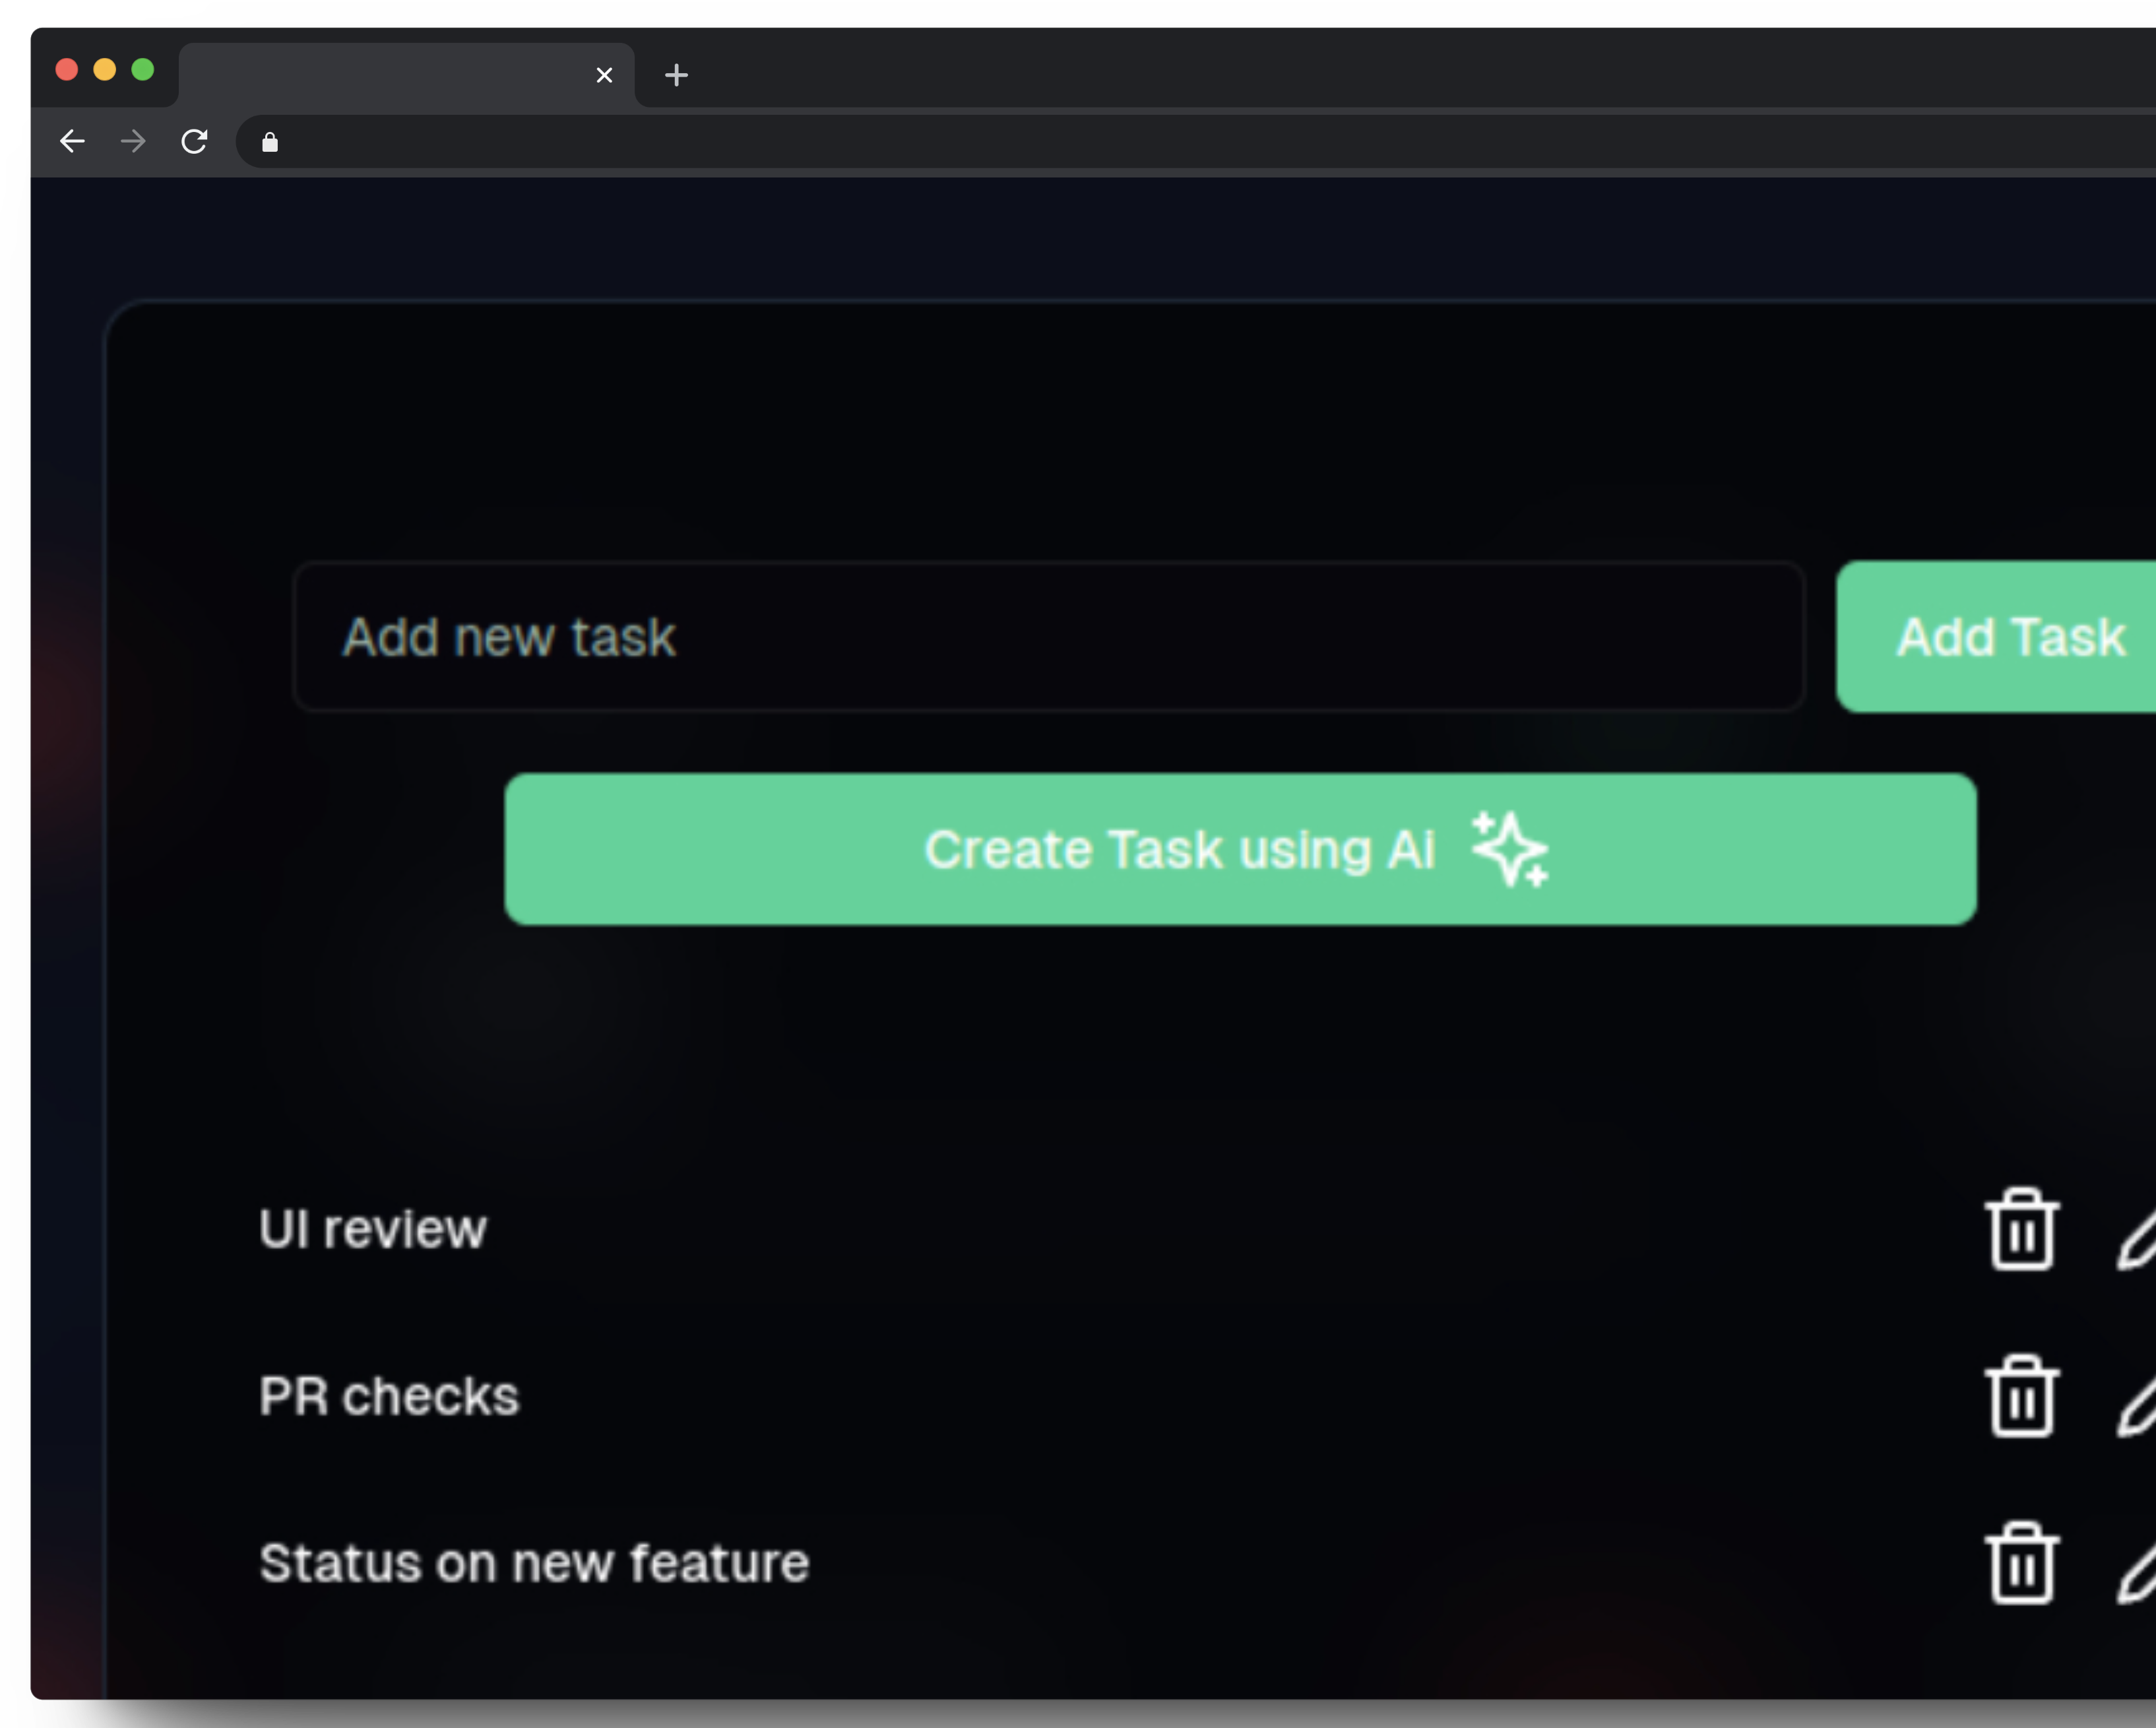 Add new task
Add Task
Create Task using Ai
UI review
PR checks
Status on new feature